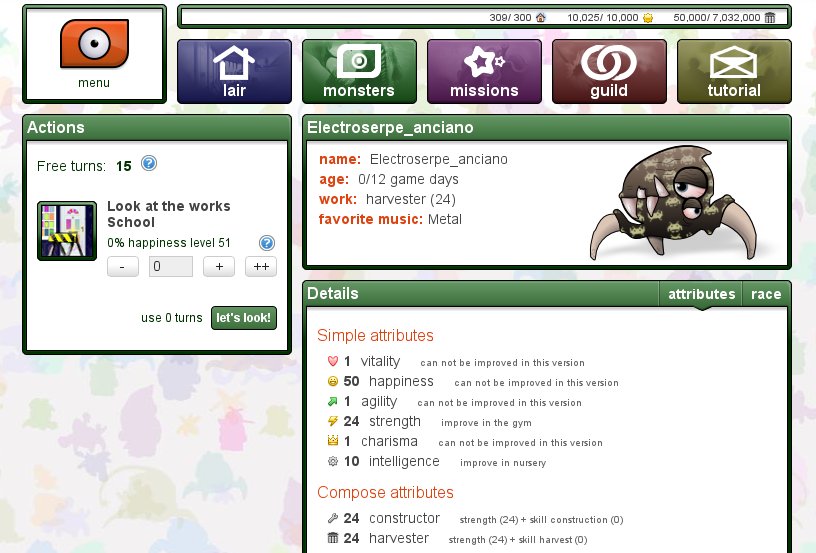 309/ 300
10,025/ 10,000
50,000/ 7,032,000
menu
lair
monsters
missions
guild
tutorial
Actions
Free turns: 15 ?
Look at the works
School
0% happiness level 51 ?
- 0 + ++
use 0 turns let's look!
Electroserpe_anciano
name: Electroserpe_anciano
age: 0/12 game days
work: harvester (24)
favorite music: Metal
Details
attributes
race
Simple attributes
1 vitality can not be improved in this version
50 happiness can not be improved in this version
1 agility can not be improved in this version
24 strength improve in the gym
1 charisma can not be improved in this version
10 intelligence improve in nursery
Compose attributes
24 constructor strength (24) + skill construction (0)
24 harvester strength (24) + skill harvest (0)